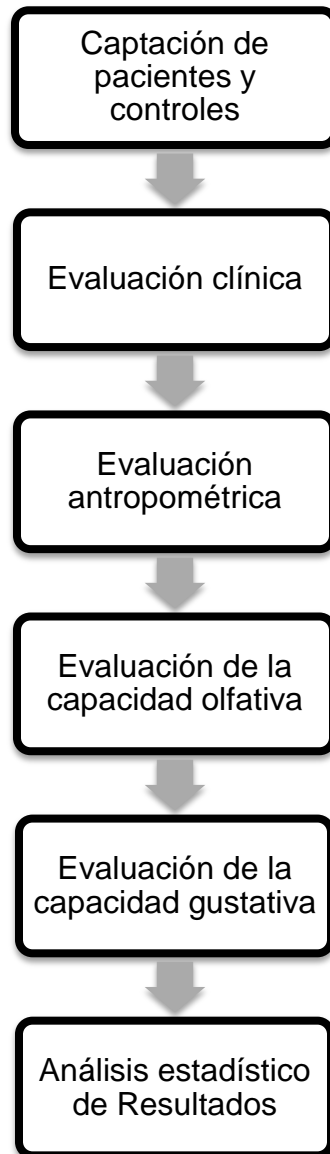 Captación de
pacientes y
controles
Evaluación clínica
Evaluación
antropométrica
Evaluación de la
capacidad olfativa
Evaluación de la
capacidad gustativa
Análisis estadístico
de Resultados